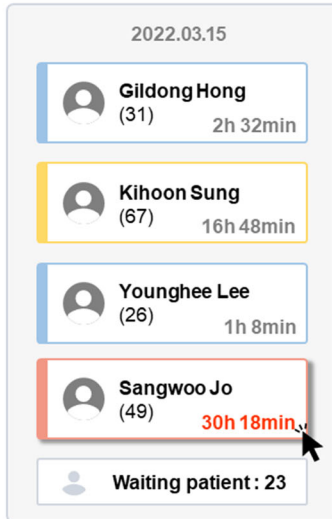 2022.03.15
Gildong Hong
(31)
2h 32min
Kihoon Sung
(67)
16h 48min
Younghee Lee
(26)
1h 8min
Sangwoo Jo
(49)
30h 18min
Waiting patient : 23